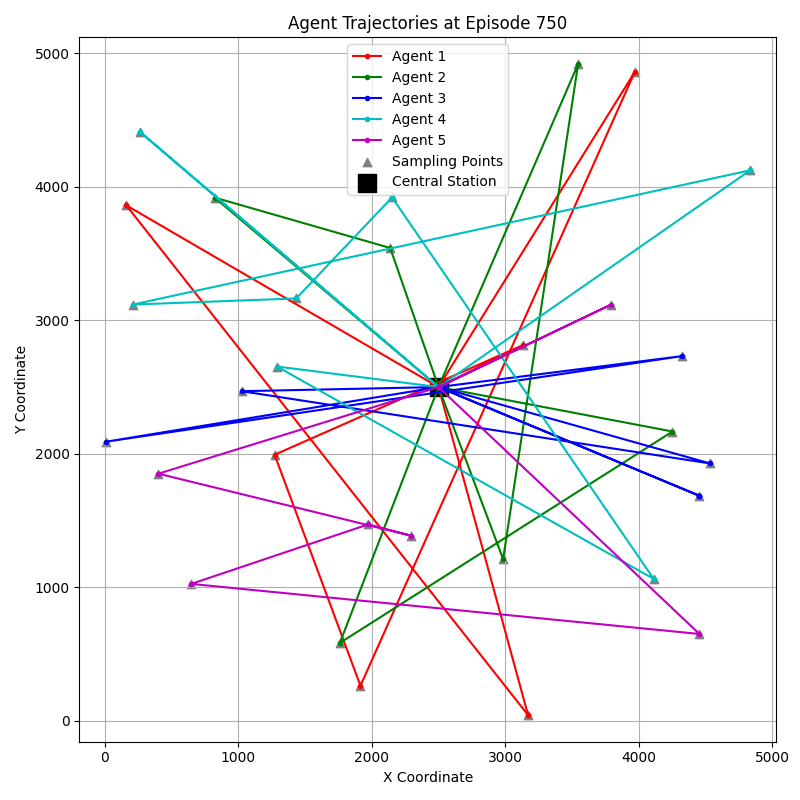 Agent Trajectories at Episode 750
Agent 1
Agent 2
Agent 3
Agent 4
Agent 5
Sampling Points
Central Station
5000
4000
3000
2000
1000
0
Y Coordinate
0 1000 2000 3000 4000 5000
X Coordinate